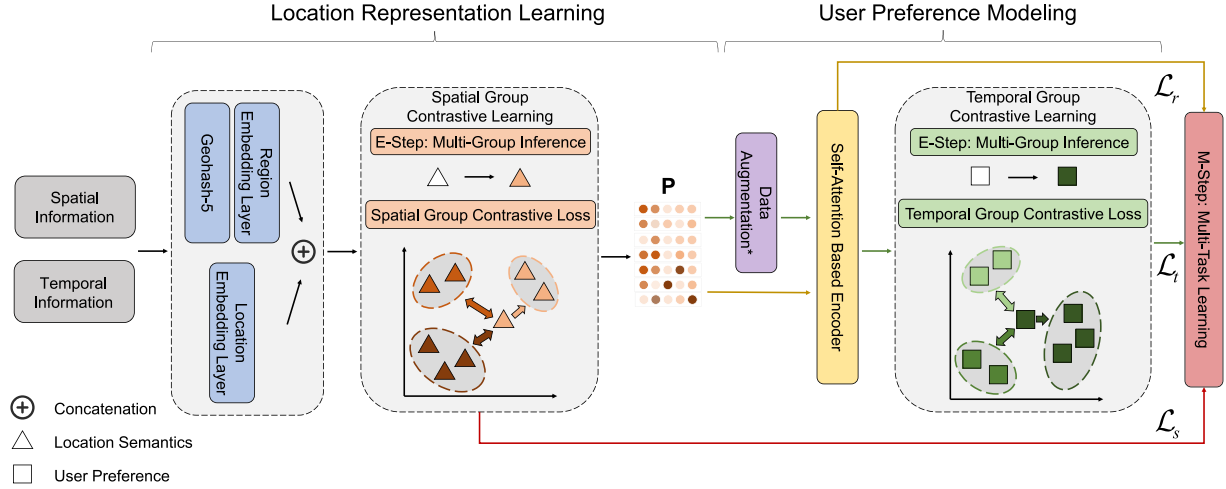 Location Representation Learning
User Preference Modeling
Spatial
Information
Temporal
Information
Geohash-5
Region
Embedding Layer
Location
Embedding Layer
Spatial Group
Contrastive Learning
E-Step: Multi-Group Inference
Spatial Group Contrastive Loss
P
Data
Augmentation*
Self-Attention Based Encoder
Temporal Group
Contrastive Learning
E-Step: Multi-Group Inference
Temporal Group Contrastive Loss
ℒr
ℒt
ℒs
M-Step: Multi-Task Learning
Concatenation
Location Semantics
User Preference